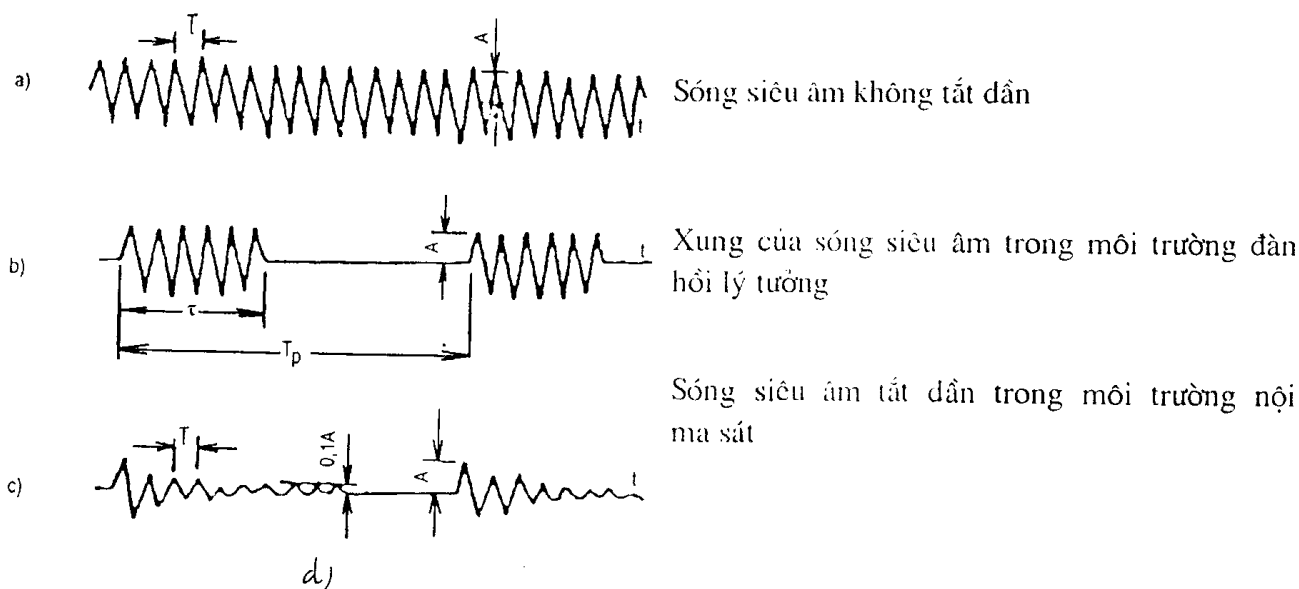 T
A
a)
Sóng siêu âm không tắt dần
t
b)
A
t
Xung của sóng siêu âm trong môi trường đàn
hồi lý tưởng
τ
Tp
Sóng siêu âm tắt dần trong môi trường nội
ma sát
T
0,1A
A
c)
t
d)